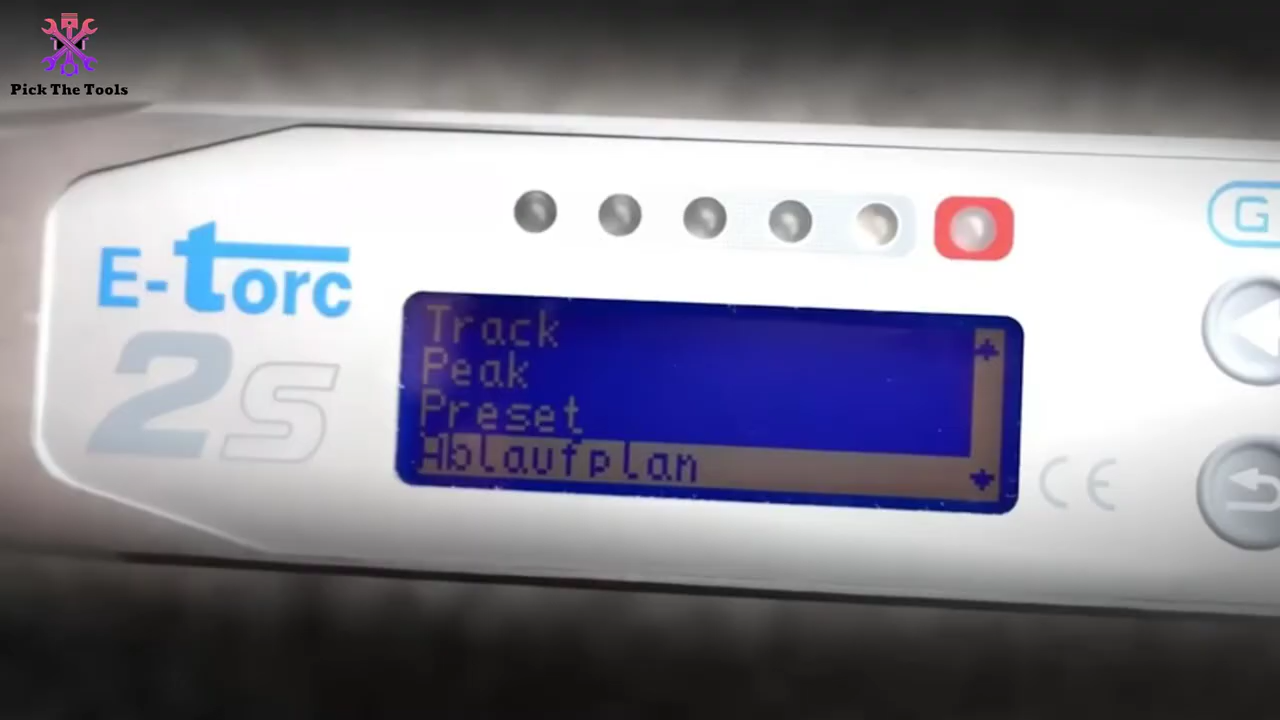 Pick The Tools
E-torc
2s
G
Track
Peak
Preset
Ablaufplan
CE